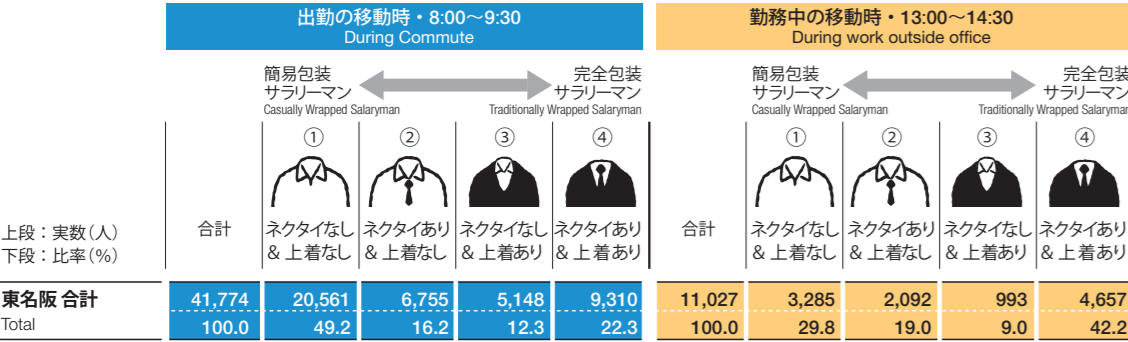 出勤の移動時・8:00～9:30
During Commute
勤務中の移動時・13:00～14:30
During work outside office
簡易包装
サラリーマン
Casually Wrapped Salaryman
完全包装
サラリーマン
Traditionally Wrapped Salaryman
簡易包装
サラリーマン
Casually Wrapped Salaryman
完全包装
サラリーマン
Traditionally Wrapped Salaryman
① ② ③ ④ ① ② ③ ④
上段：実数（人）
下段：比率（%）
合計
ネクタイなし
& 上着なし
ネクタイあり
& 上着なし
ネクタイなし
& 上着あり
ネクタイあり
& 上着あり
合計
ネクタイなし
& 上着なし
ネクタイあり
& 上着なし
ネクタイなし
& 上着あり
ネクタイあり
& 上着あり
東名阪 合計 41,774 20,561 6,755 5,148 9,310 11,027 3,285 2,092 993 4,657
Total 100.0 49.2 16.2 12.3 22.3 100.0 29.8 19.0 9.0 42.2